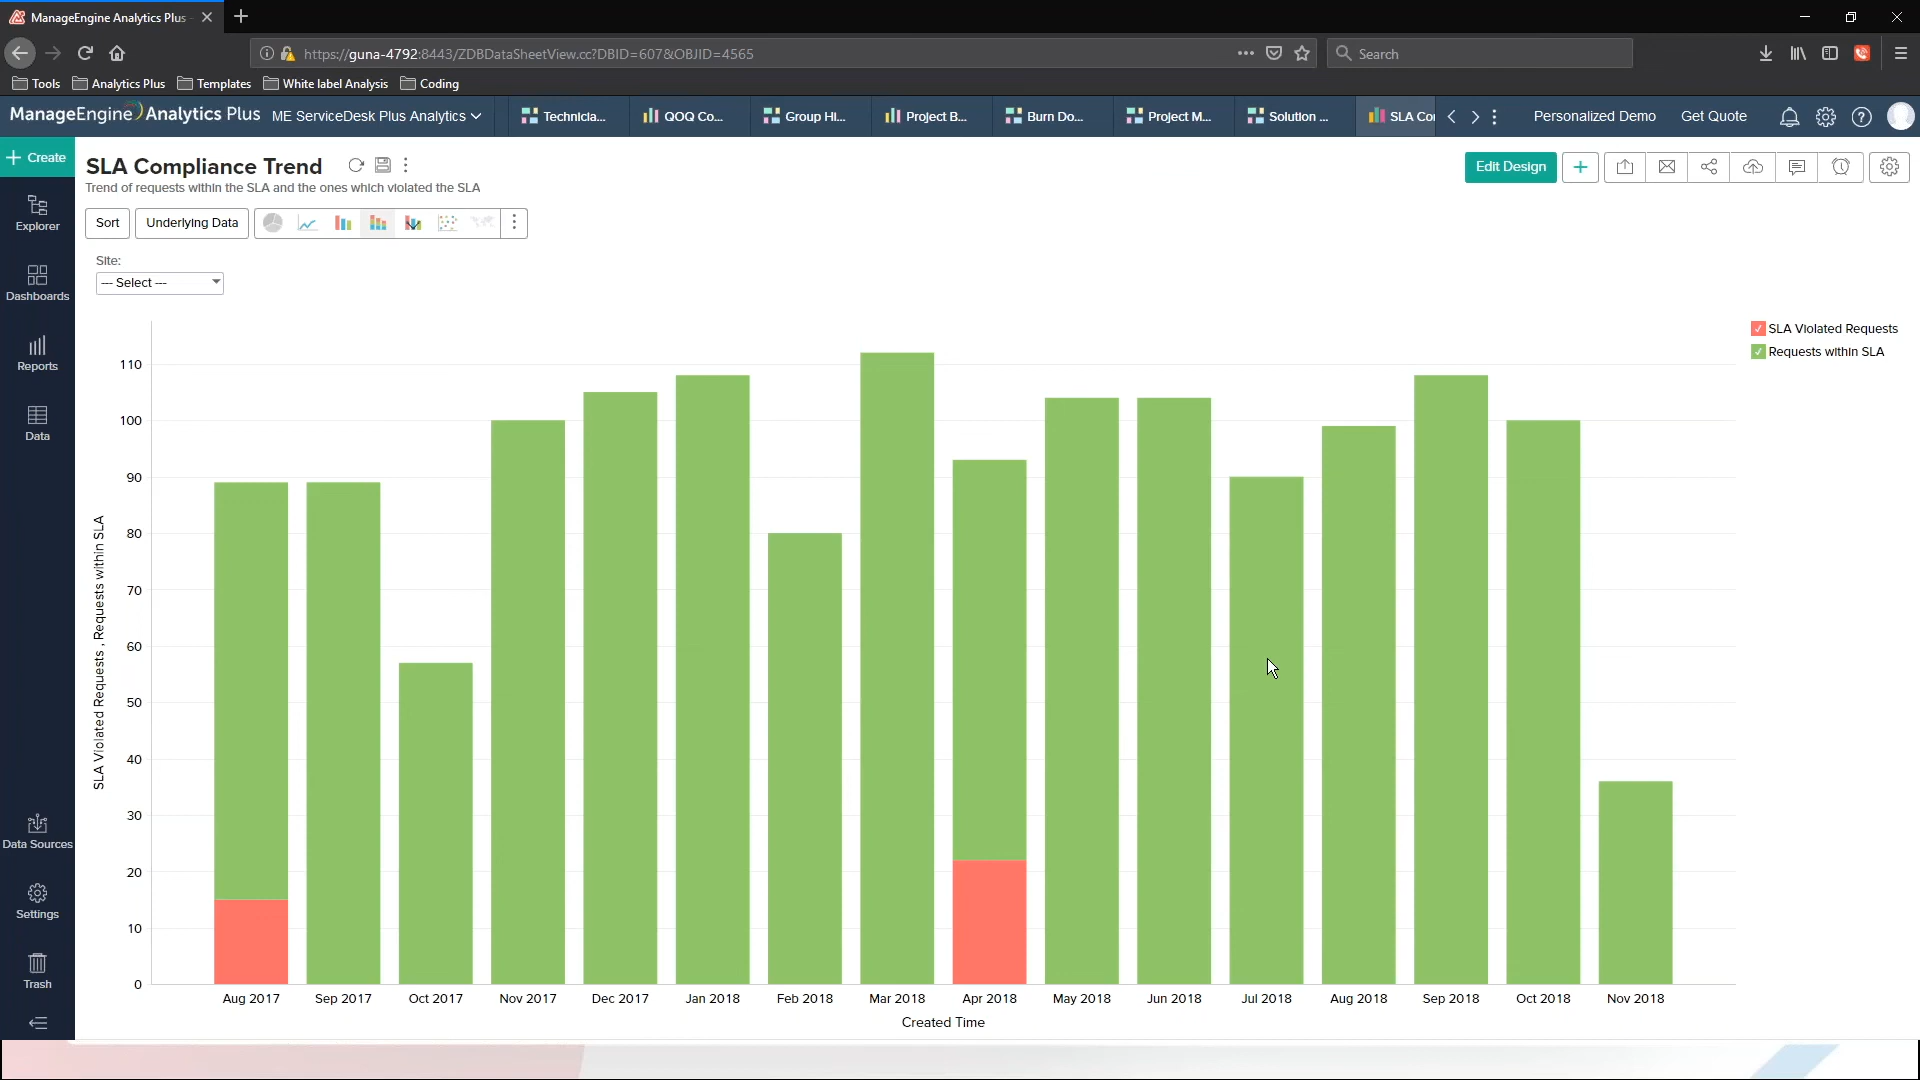 ManageEngine Analytics Plus
https://guna-4792:8443/ZDBDataSheetView.cc?DBID=607&OBJID=4565
Search
Tools
Analytics Plus
Templates
White label Analysis
Coding
ManageEngine Analytics Plus
ME ServiceDesk Plus Analytics
Technicia...
QOQ Co...
Group Hi...
Project B...
Burn Do...
Project M...
Solution ...
SLA Co
Personalized Demo
Get Quote
Create
SLA Compliance Trend
Edit Design
Trend of requests within the SLA and the ones which violated the SLA
Explorer
Sort
Underlying Data
Site:
--- Select ---
Dashboards
Reports
Data
Data Sources
Settings
Trash
SLA Violated Requests
Requests within SLA
SLA Violated Requests , Requests within SLA
110
100
90
80
70
60
50
40
30
20
10
0
Aug 2017 Sep 2017 Oct 2017 Nov 2017 Dec 2017 Jan 2018 Feb 2018 Mar 2018 Apr 2018 May 2018 Jun 2018 Jul 2018 Aug 2018 Sep 2018 Oct 2018 Nov 2018
Created Time